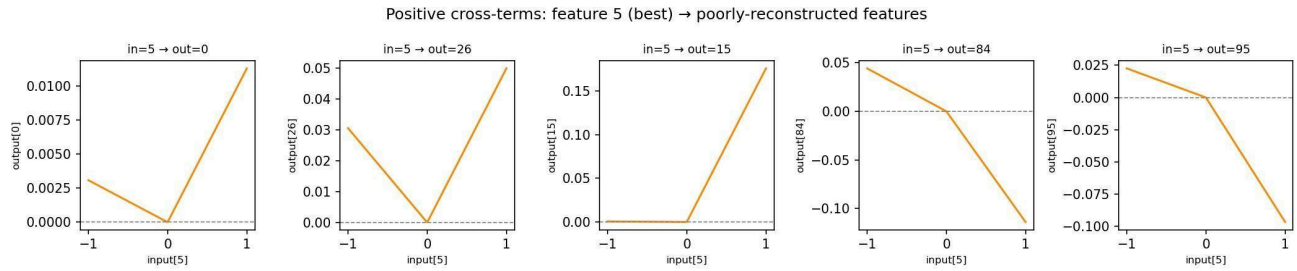 Positive cross-terms: feature 5 (best) → poorly-reconstructed features
in=5 → out=0
output[0]
0.0100
0.0075
0.0050
0.0025
0.0000
−1 0 1
input[5]
in=5 → out=26
output[26]
0.05
0.04
0.03
0.02
0.01
0.00
−1 0 1
input[5]
in=5 → out=15
output[15]
0.15
0.10
0.05
0.00
−1 0 1
input[5]
in=5 → out=84
output[84]
0.05
0.00
−0.05
−0.10
−1 0 1
input[5]
in=5 → out=95
output[95]
0.025
0.000
−0.025
−0.050
−0.075
−0.100
−1 0 1
input[5]